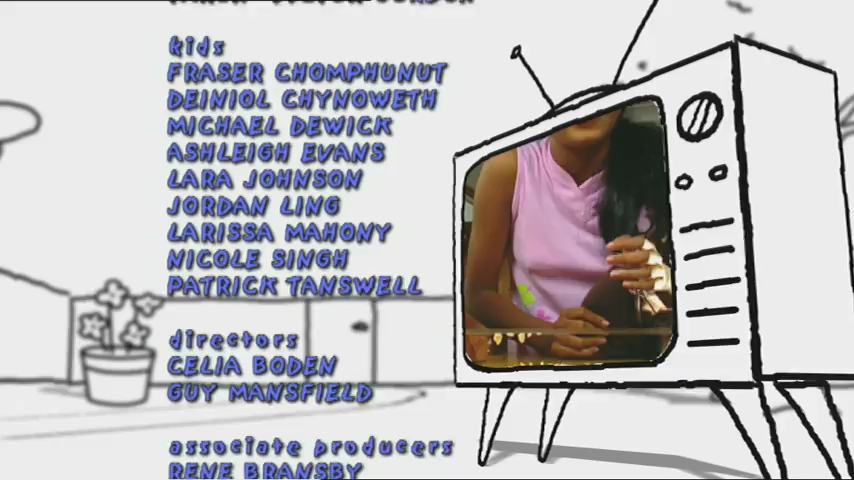 kids
FRASER CHOMPHUNUT
DEINIOL CHYNOWETH
MICHAEL DEWICK
ASHLEIGH EVANS
LARA JOHNSON
JORDAN LING
LARISSA MAHONY
NICOLE SINGH
PATRICK TANSWELL
directors
CELIA BODEN
GUY MANSFIELD
associate producers
RENE BRANSBY